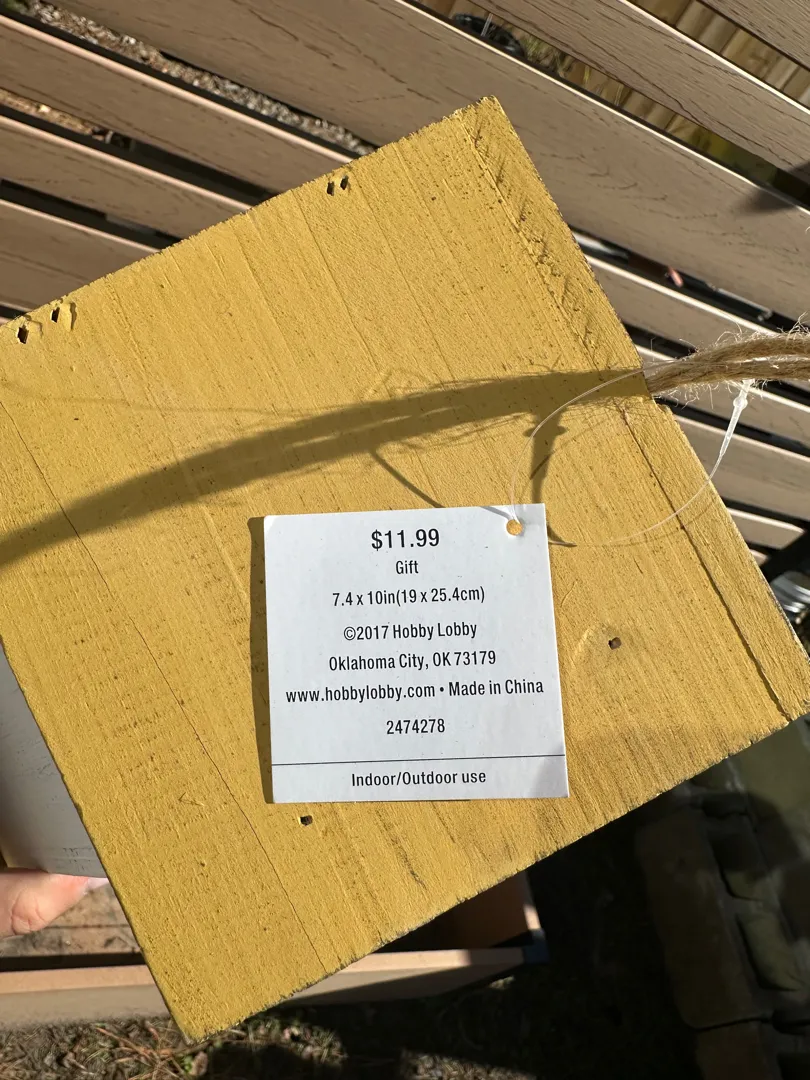 $11.99
Gift
7.4 x 10in(19 x 25.4cm)
©2017 Hobby Lobby
Oklahoma City, OK 73179
www.hobbylobby.com • Made in China
2474278
Indoor/Outdoor use